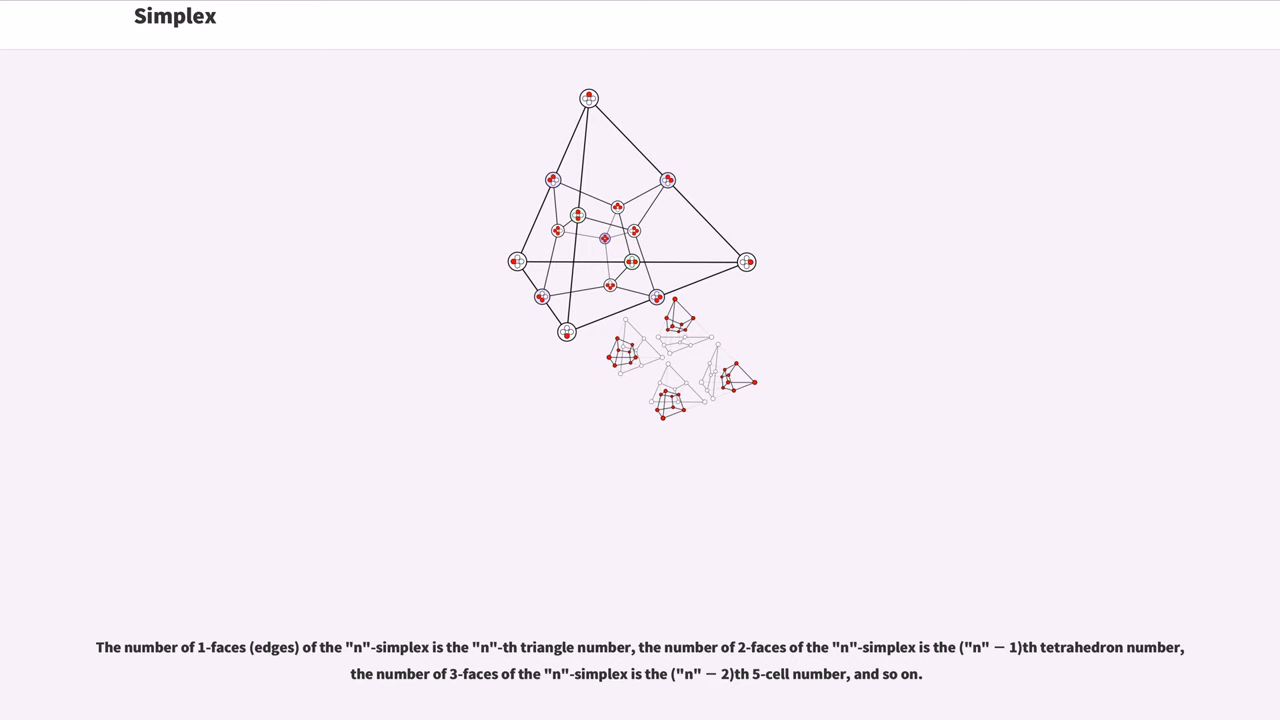 Simplex
The number of 1-faces (edges) of the "n"-simplex is the "n"-th triangle number, the number of 2-faces of the "n"-simplex is the ("n" − 1)th tetrahedron number,
the number of 3-faces of the "n"-simplex is the ("n" − 2)th 5-cell number, and so on.